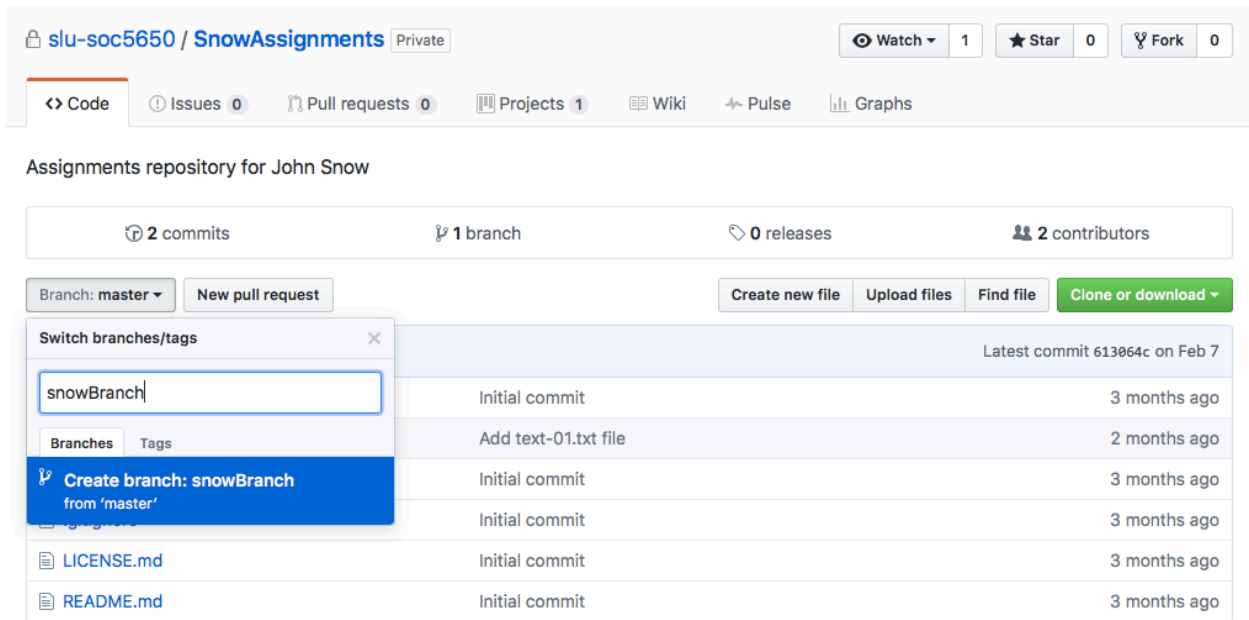 slu-soc5650 / SnowAssignments Private
Watch 1 Star 0 Fork 0
Code Issues 0 Pull requests 0 Projects 1 Wiki Pulse Graphs
Assignments repository for John Snow
2 commits 1 branch 0 releases 2 contributors
Branch: master New pull request Create new file Upload files Find file Clone or download
Switch branches/tags
Latest commit 613064c on Feb 7
snowBranch
Initial commit 3 months ago
Branches Tags
Add text-01.txt file 2 months ago
Create branch: snowBranch
Initial commit 3 months ago
from ‘master’
Initial commit 3 months ago
LICENSE.md Initial commit 3 months ago
README.md Initial commit 3 months ago